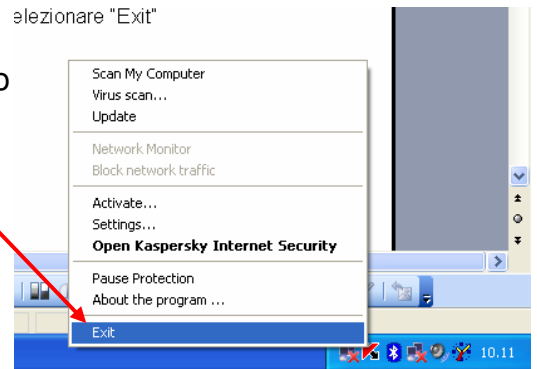 elezionare "Exit"
o
Scan My Computer
Virus scan...
Update
Network Monitor
Block network traffic
Activate...
Settings...
Open Kaspersky Internet Security
Pause Protection
About the program ...
Exit
10.11